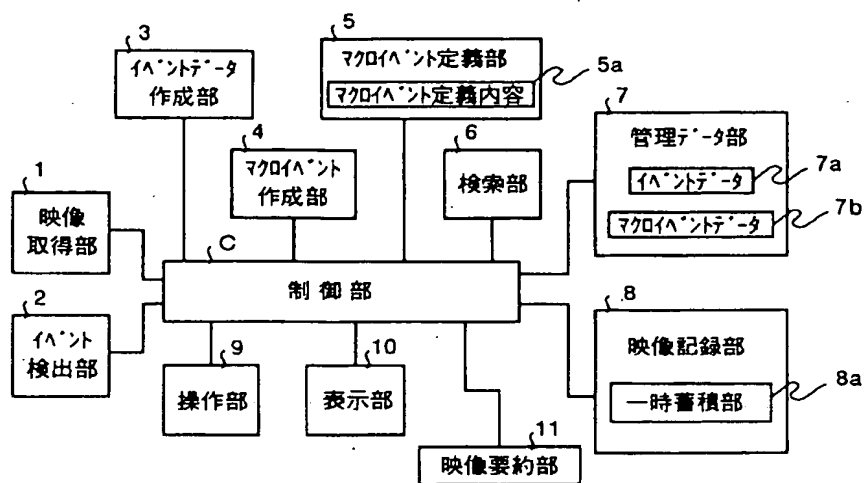 3
イベントデータ
作成部
5
マクロイベント定義部
マクロイベント定義内容
5a
4
マクロイベント
作成部
6
検索部
7
管理データ部
イベントデータ
7a
マクロイベントデータ
7b
1
映像
取得部
C
制御部
2
イベント
検出部
8
映像記録部
一時蓄積部
8a
9
操作部
10
表示部
11
映像要約部